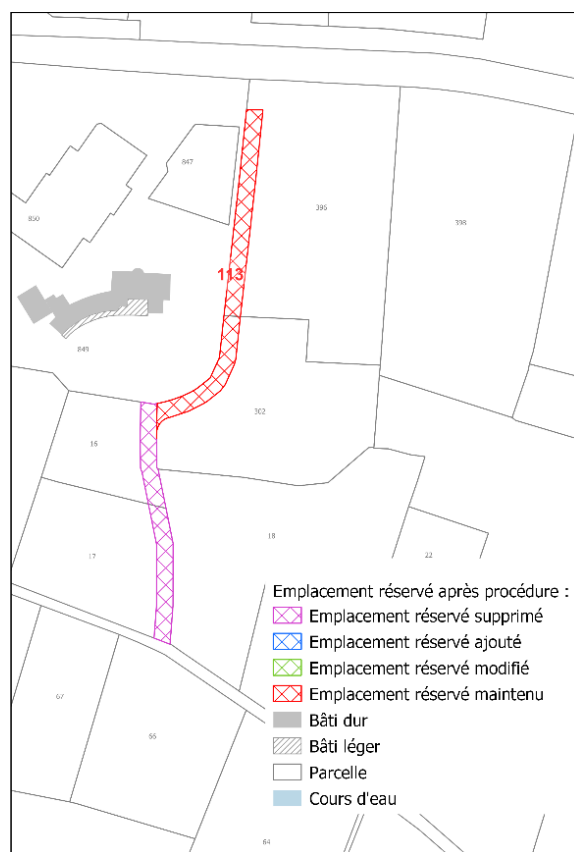 847
395
398
850
113
849
302
16
18
17
22
Emplacement réservé après procédure :
Emplacement réservé supprimé
Emplacement réservé ajouté
Emplacement réservé modifié
Emplacement réservé maintenu
67
Bâti dur
66
Bâti léger
Parcelle
Cours d'eau
64